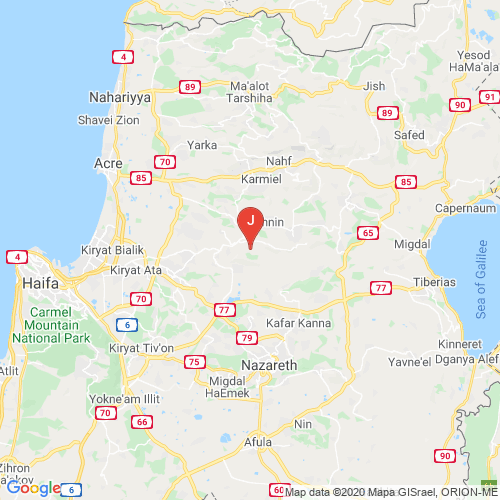 4
Yesod
HaMa'ala
89
Ma'alot
Tarshiha
Jish
91
Nahariyya
90
89
Shavei Zion
Safed
Yarka
Acre
70
Nahf
85
Karmiel
85
Capernaum
J
nnin
65
Kiryat Bialik
Migdal
4
Haifa
Kiryat Ata
Sea of Galilee
Tiberias
77
70
77
Carmel
Mountain
National Park
6
Kafar Kanna
79
Kinneret
Kiryat Tiv'on
75
Nazareth
Yavne'el
Dganya Alef
Atlit
Migdal
HaEmek
Yokne'am Illit
70
66
Nin
Afula
90
Zihron
Ya'akov
Google
6
60
Map data ©2020 Mapa GISrael, ORION-ME